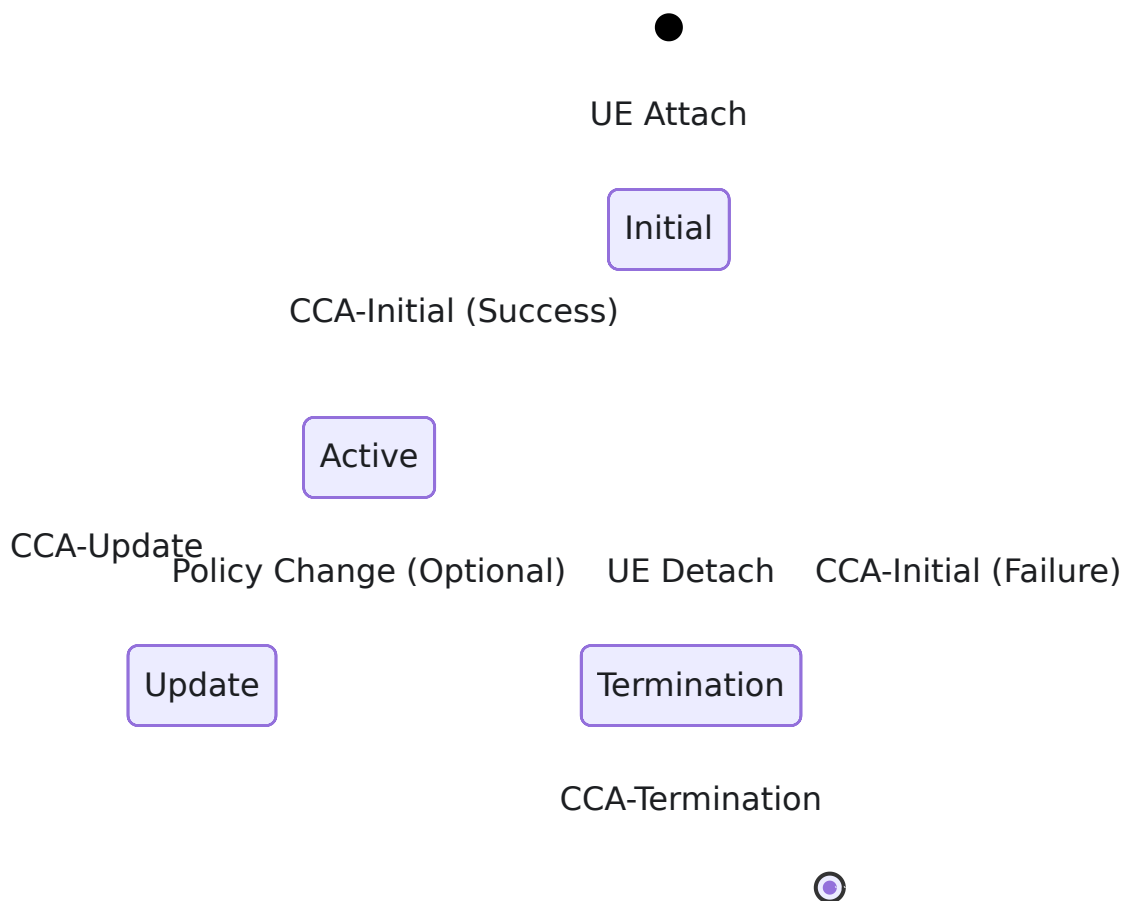 UE Attach
Initial
CCA-Initial (Success)
Active
CCA-Update
Policy Change (Optional)
UE Detach
CCA-Initial (Failure)
Update
Termination
CCA-Termination